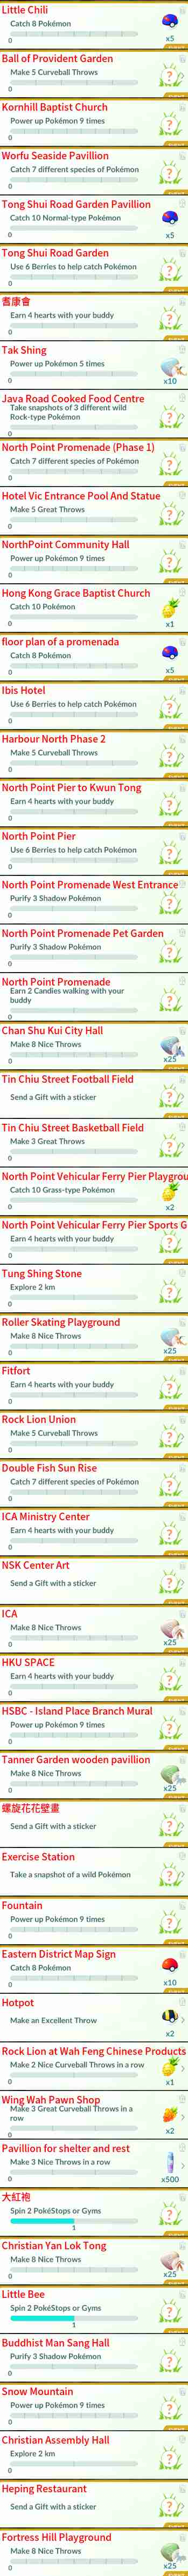 Little Chili
Catch 8 Pokémon
0
x5
Ball of Provident Garden
Make 5 Curveball Throws
0
Kornhill Baptist Church
Power up Pokémon 9 times
0
Worfu Seaside Pavillion
Catch 7 different species of Pokémon
0
Tong Shui Road Garden Pavillion
Catch 10 Normal-type Pokémon
0
x5
Tong Shui Road Garden
Use 6 Berries to help catch Pokémon
0
耆康會
Earn 4 hearts with your buddy
0
Tak Shing
Power up Pokémon 5 times
0
x10
Java Road Cooked Food Centre
Take snapshots of 3 different wild
Rock-type Pokémon
0
North Point Promenade (Phase 1)
Catch 7 different species of Pokémon
0
Hotel Vic Entrance Pool And Statue
Make 5 Great Throws
0
NorthPoint Community Hall
Power up Pokémon 9 times
0
Hong Kong Grace Baptist Church
Catch 10 Pokémon
0
x1
floor plan of a promenada
Catch 8 Pokémon
0
x5
Ibis Hotel
Use 6 Berries to help catch Pokémon
0
Harbour North Phase 2
Make 5 Curveball Throws
0
North Point Pier to Kwun Tong
Earn 4 hearts with your buddy
0
North Point Pier
Use 6 Berries to help catch Pokémon
0
North Point Promenade West Entrance
Purify 3 Shadow Pokémon
0
North Point Promenade Pet Garden
Purify 3 Shadow Pokémon
0
North Point Promenade
Earn 2 Candies walking with your
buddy
0
Chan Shu Kui City Hall
Make 8 Nice Throws
0
x25
Tin Chiu Street Football Field
Send a Gift with a sticker
Tin Chiu Street Basketball Field
Make 3 Great Throws
0
North Point Vehicular Ferry Pier Playgrou
Catch 10 Grass-type Pokémon
0
x2
North Point Vehicular Ferry Pier Sports G
Earn 4 hearts with your buddy
0
Tung Shing Stone
Explore 2 km
0
Roller Skating Playground
Make 8 Nice Throws
0
x25
Fitfort
Earn 4 hearts with your buddy
0
Rock Lion Union
Make 5 Curveball Throws
0
Double Fish Sun Rise
Catch 7 different species of Pokémon
0
ICA Ministry Center
Earn 4 hearts with your buddy
0
NSK Center Art
Send a Gift with a sticker
ICA
Make 8 Nice Throws
0
x25
HKU SPACE
Earn 4 hearts with your buddy
0
HSBC - Island Place Branch Mural
Power up Pokémon 9 times
0
Tanner Garden wooden pavillion
Make 8 Nice Throws
0
x25
螺旋花花壁畫
Send a Gift with a sticker
Exercise Station
Take a snapshot of a wild Pokémon
Fountain
Power up Pokémon 9 times
0
Eastern District Map Sign
Catch 8 Pokémon
0
x10
Hotpot
Make an Excellent Throw
x2
Rock Lion at Wah Feng Chinese Products
Make 2 Nice Curveball Throws in a row
0
x1
Wing Wah Pawn Shop
Make 3 Great Curveball Throws in a
row
0
x2
Pavillion for shelter and rest
Make 3 Nice Throws in a row
0
x500
大紅袍
Spin 2 PokéStops or Gyms
1
Christian Yan Lok Tong
Make 8 Nice Throws
0
x25
Little Bee
Spin 2 PokéStops or Gyms
1
Buddhist Man Sang Hall
Purify 3 Shadow Pokémon
0
Snow Mountain
Power up Pokémon 9 times
0
Christian Assembly Hall
Explore 2 km
0
Heping Restaurant
Send a Gift with a sticker
Fortress Hill Playground
Make 8 Nice Throws
0
x25